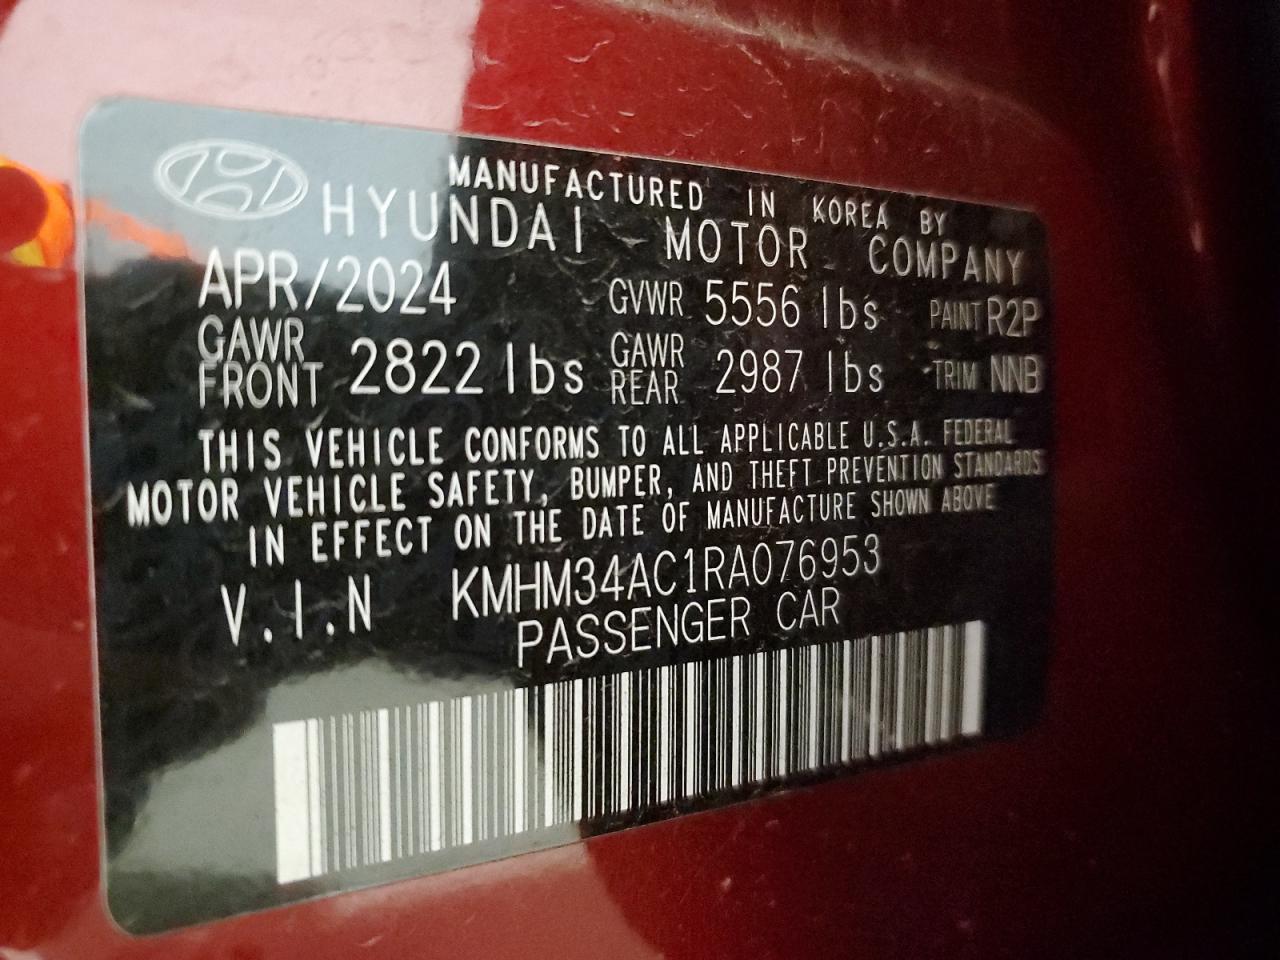 MANUFACTURED IN KOREA BY
HYUNDAI MOTOR COMPANY
APR/2024 GVWR 5556 lbs PAINT R2P
GAWR FRONT 2822 lbs GAWR REAR 2987 lbs TRIM NNB
THIS VEHICLE CONFORMS TO ALL APPLICABLE U.S.A. FEDERAL
MOTOR VEHICLE SAFETY, BUMPER, AND THEFT PREVENTION STANDARDS
IN EFFECT ON THE DATE OF MANUFACTURE SHOWN ABOVE
V.I.N KMHM34AC1RA076953
PASSENGER CAR